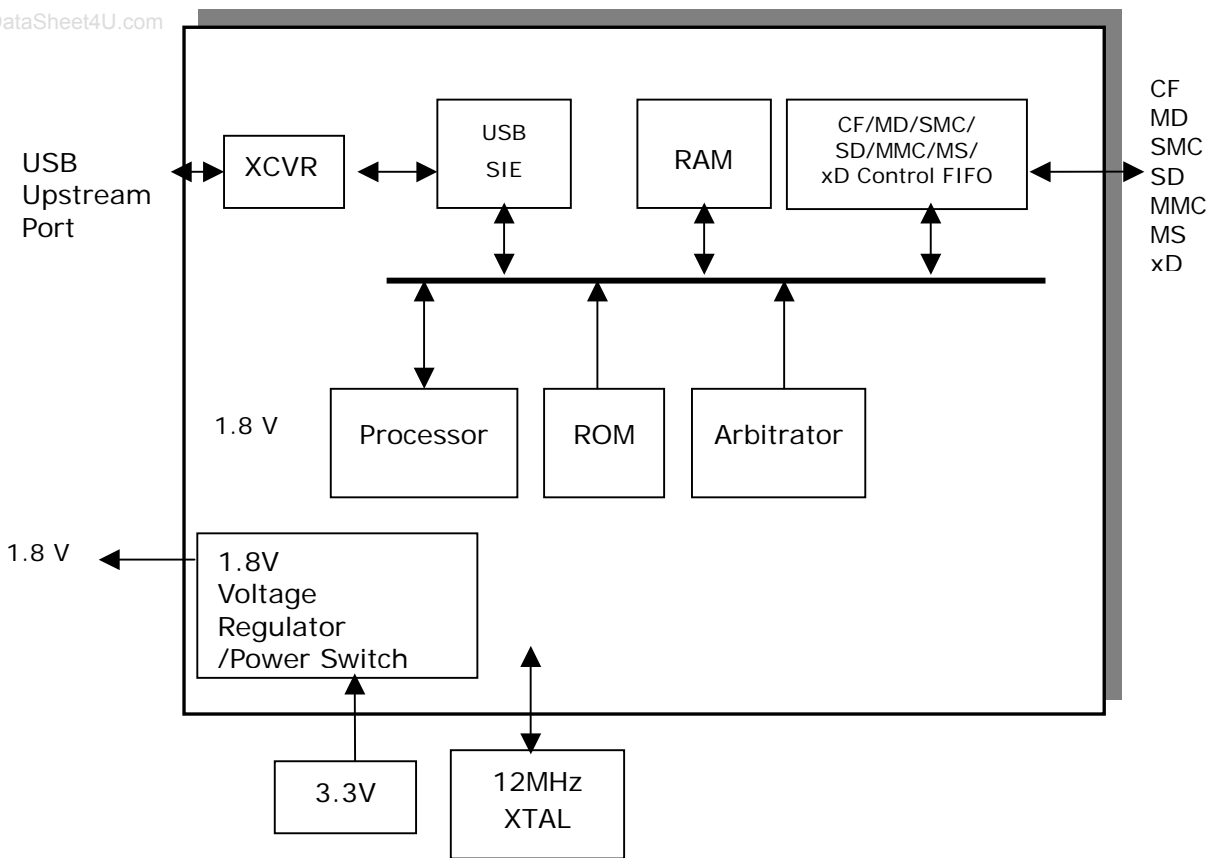 DataSheet4U.com
USB
Upstream
Port
XCVR
USB
SIE
RAM
CF/MD/SMC/
SD/MMC/MS/
xD Control FIFO
CF
MD
SMC
SD
MMC
MS
xD
1.8 V
Processor
ROM
Arbitrator
1.8 V
1.8V
Voltage
Regulator
/Power Switch
3.3V
12MHz
XTAL